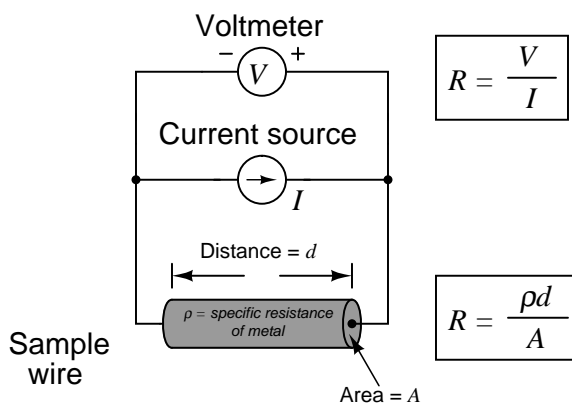 Voltmeter
− +
V
R = V / I
Current source
I
Distance = d
ρ = specific resistance
of metal
R = ρd / A
Sample
wire
Area = A